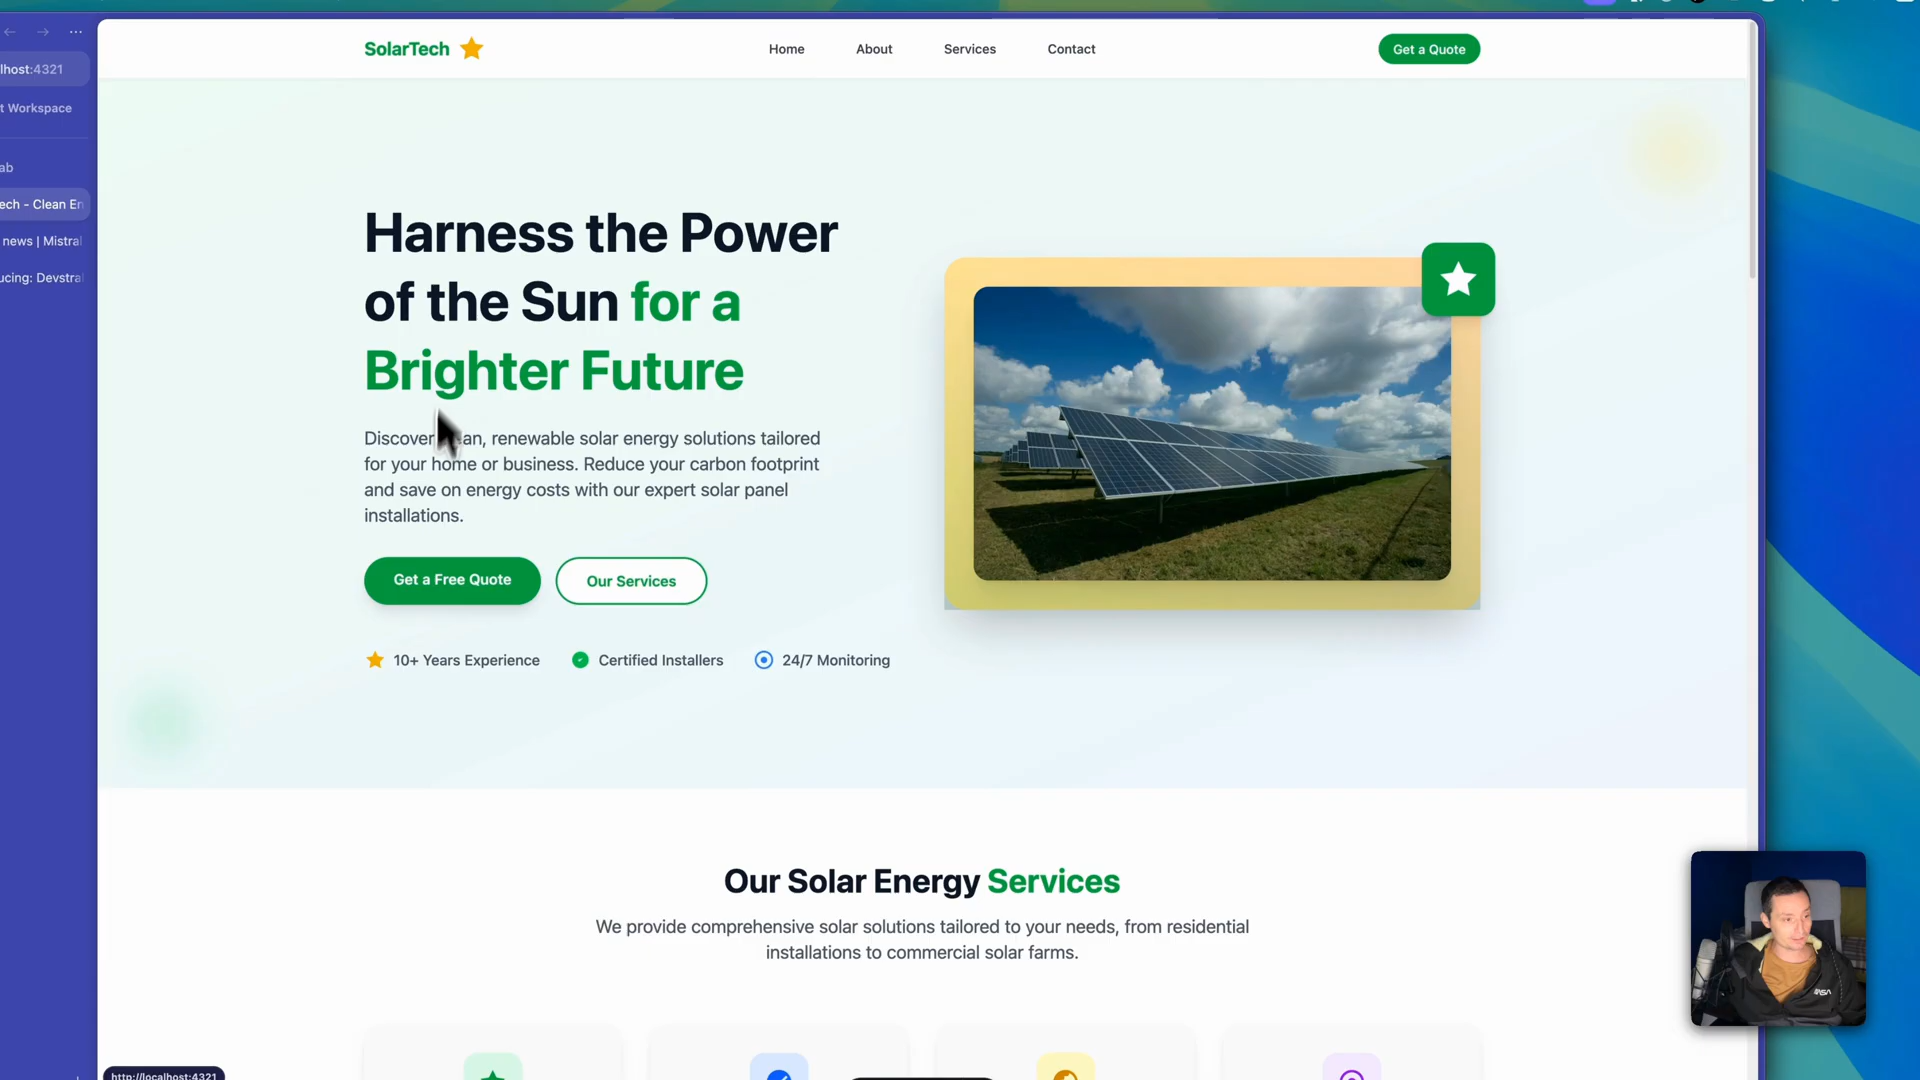 SolarTech
Home
About
Services
Contact
Get a Quote
lhost:4321
t Workspace
ab
ech - Clean En
news | Mistral
ucing: Devstra
Harness the Power
of the Sun for a
Brighter Future
Discover
an, renewable solar energy solutions tailored
for your home or business. Reduce your carbon footprint
and save on energy costs with our expert solar panel
installations.
Get a Free Quote
Our Services
10+ Years Experience
Certified Installers
24/7 Monitoring
Our Solar Energy Services
We provide comprehensive solar solutions tailored to your needs, from residential
installations to commercial solar farms.
http://localhost:4321